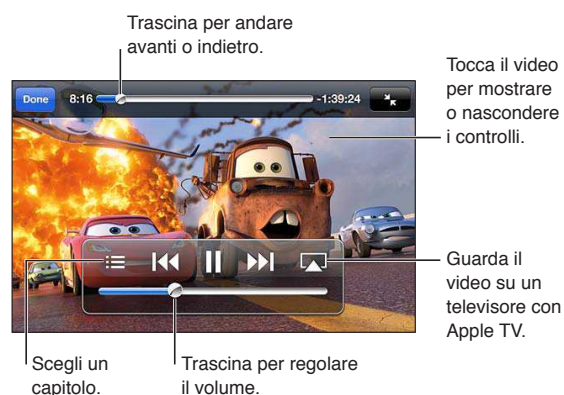 Trascina per andare
avanti o indietro.
Tocca il video
per mostrare
o nascondere
i controlli.
Done 8:16 -1:39:24
Guarda il
video su un
televisore con
Apple TV.
Scegli un
capitolo.
Trascina per regolare
il volume.